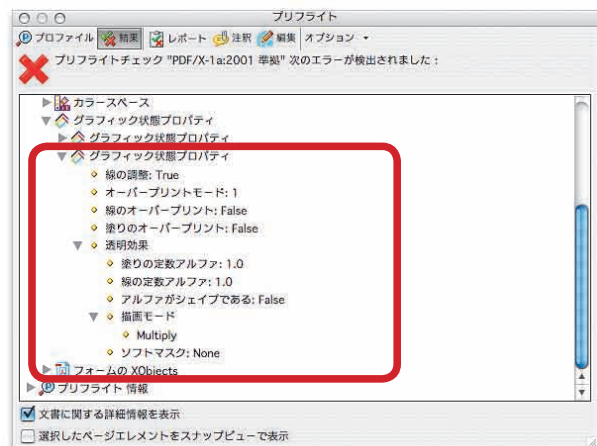 プリフライト
プロファイル 結果 レポート 注釈 編集 オプション
プリフライトチェック "PDF/X-1a:2001 準拠" 次のエラーが検出されました：
カラースペース
グラフィック状態プロパティ
グラフィック状態プロパティ
グラフィック状態プロパティ
線の調整: True
オーバープリントモード: 1
線のオーバープリント: False
塗りのオーバープリント: False
透明効果
塗りの定数アルファ: 1.0
線の定数アルファ: 1.0
アルファがシェイプである: False
描画モード
Multiply
ソフトマスク: None
フォームの XObjects
プリフライト 情報
文書に関する詳細情報を表示
選択したページエレメントをスナップビューで表示